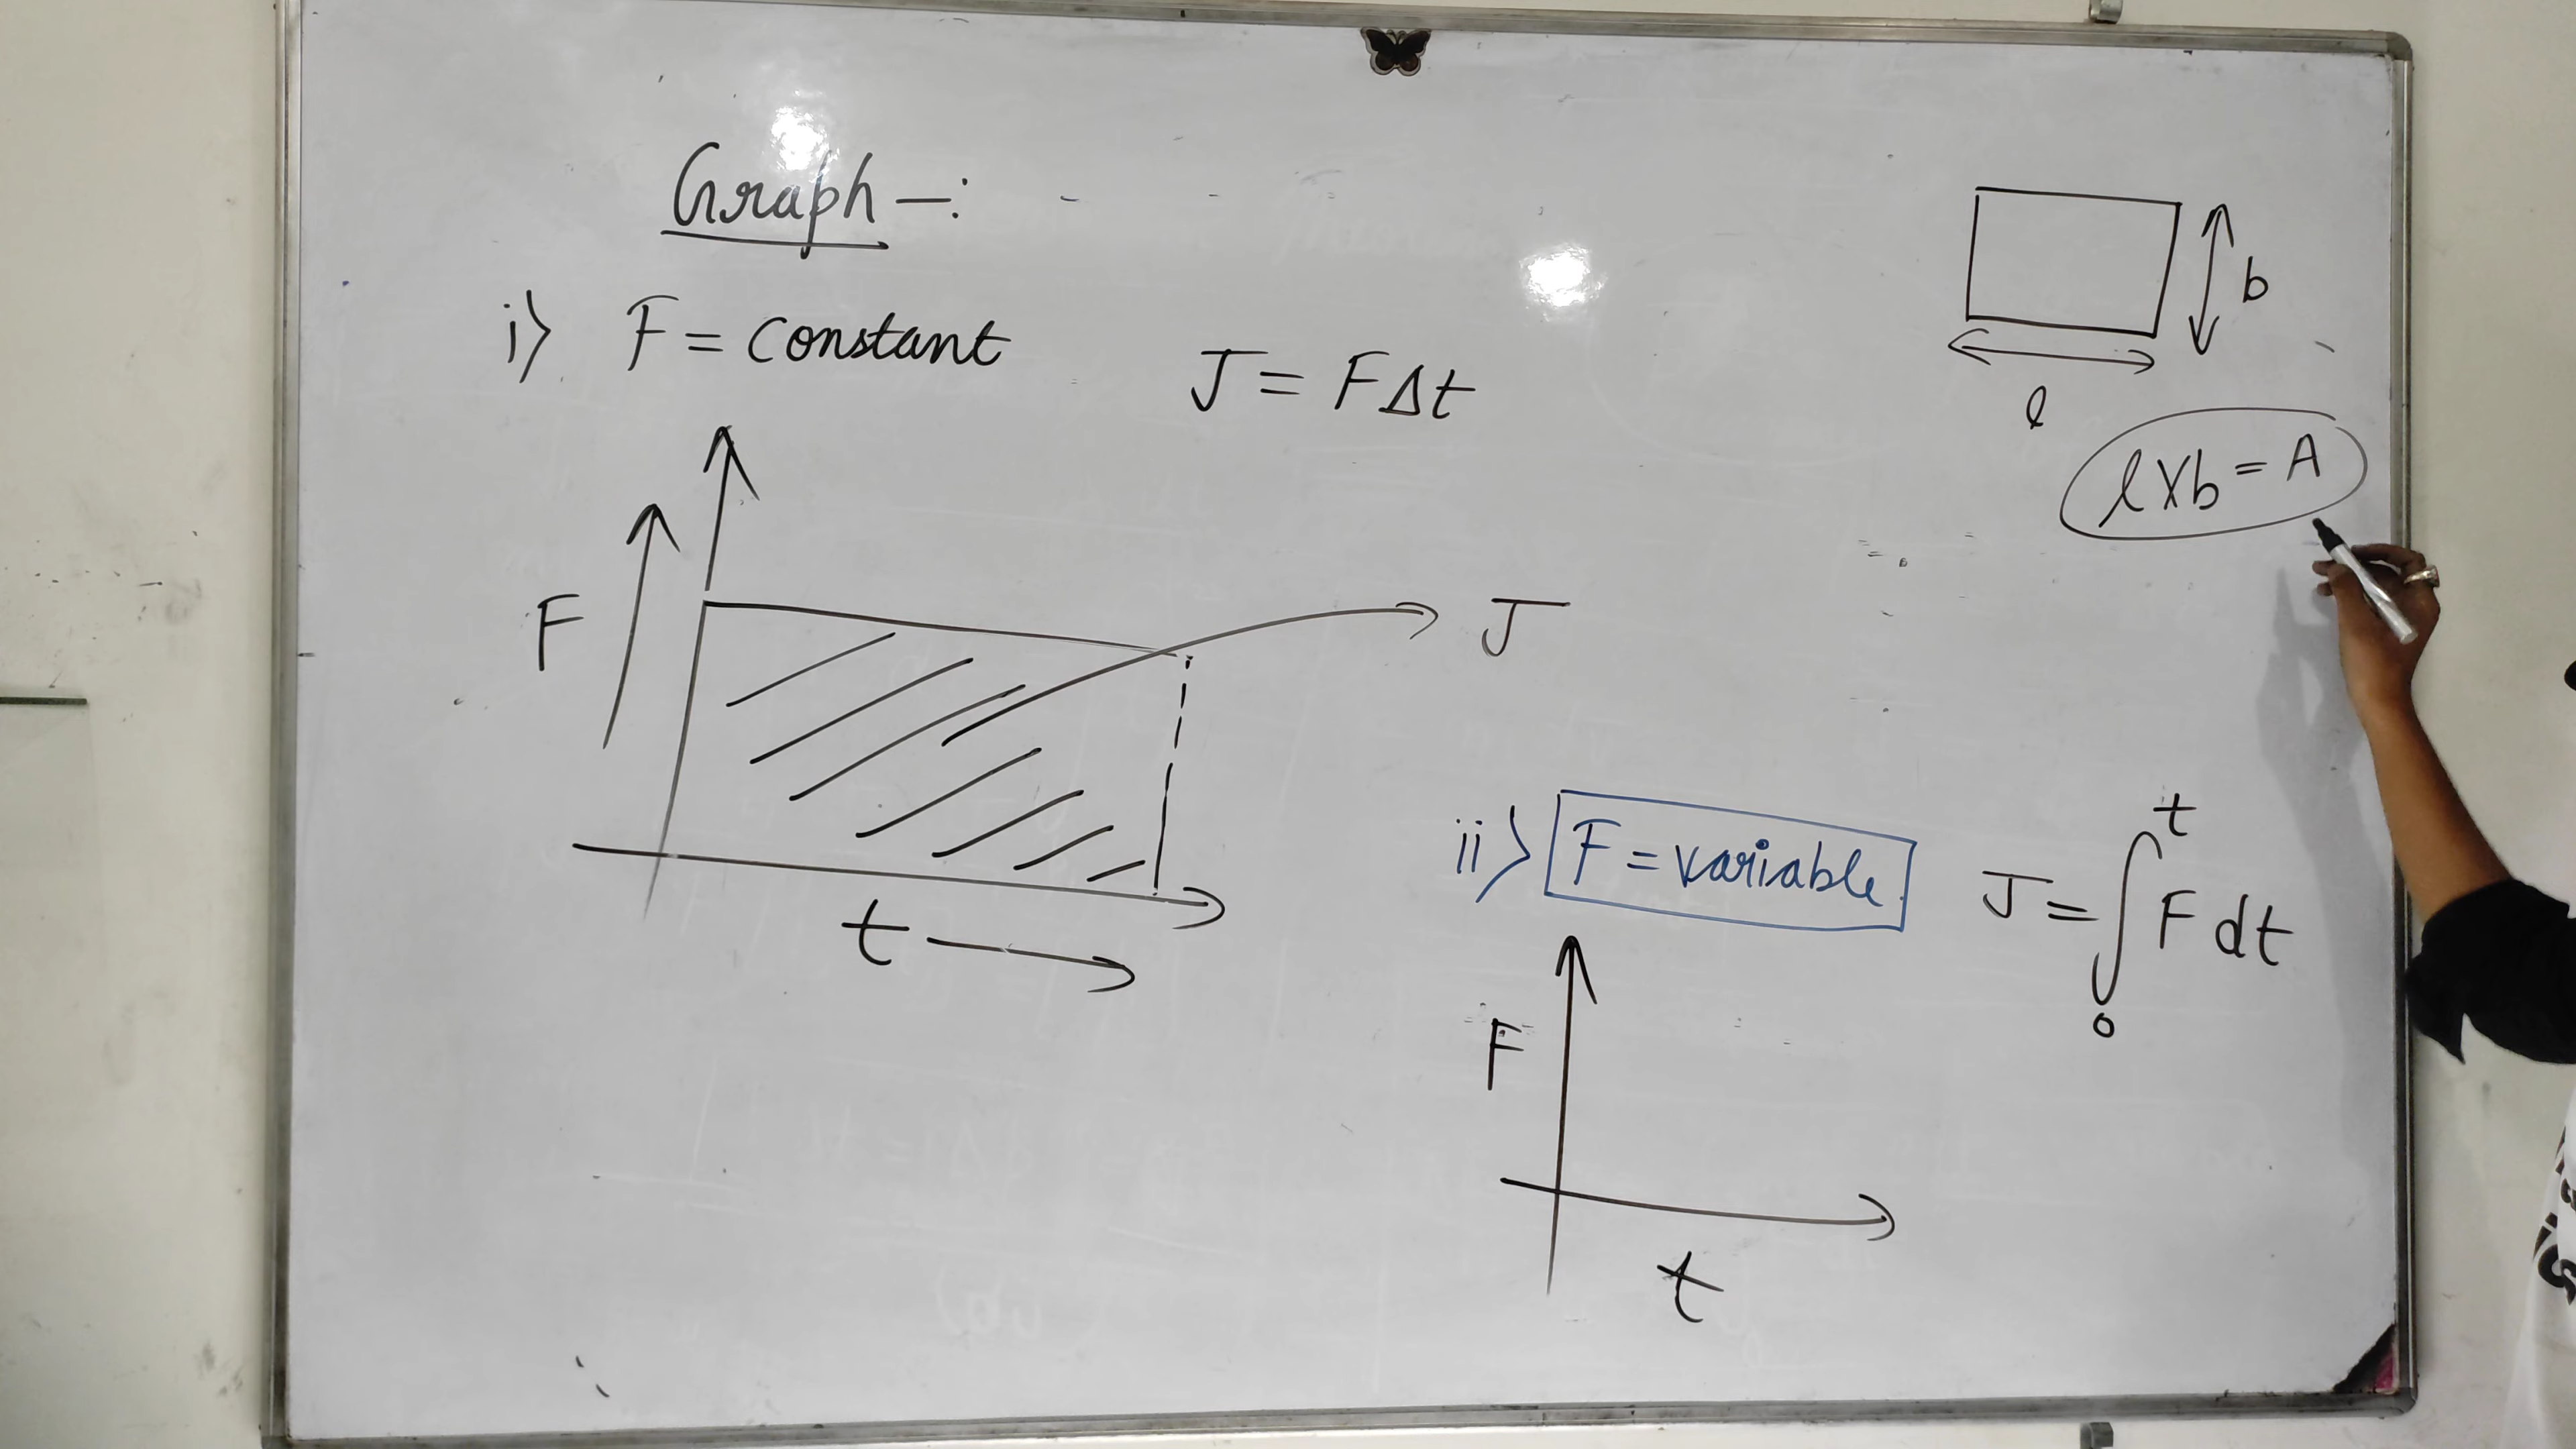 Graph —:
i> F = constant
J = FΔt
b
l
l x b = A
F
J
t
ii> F = variable
J = ∫₀ᵗ F dt
F
t